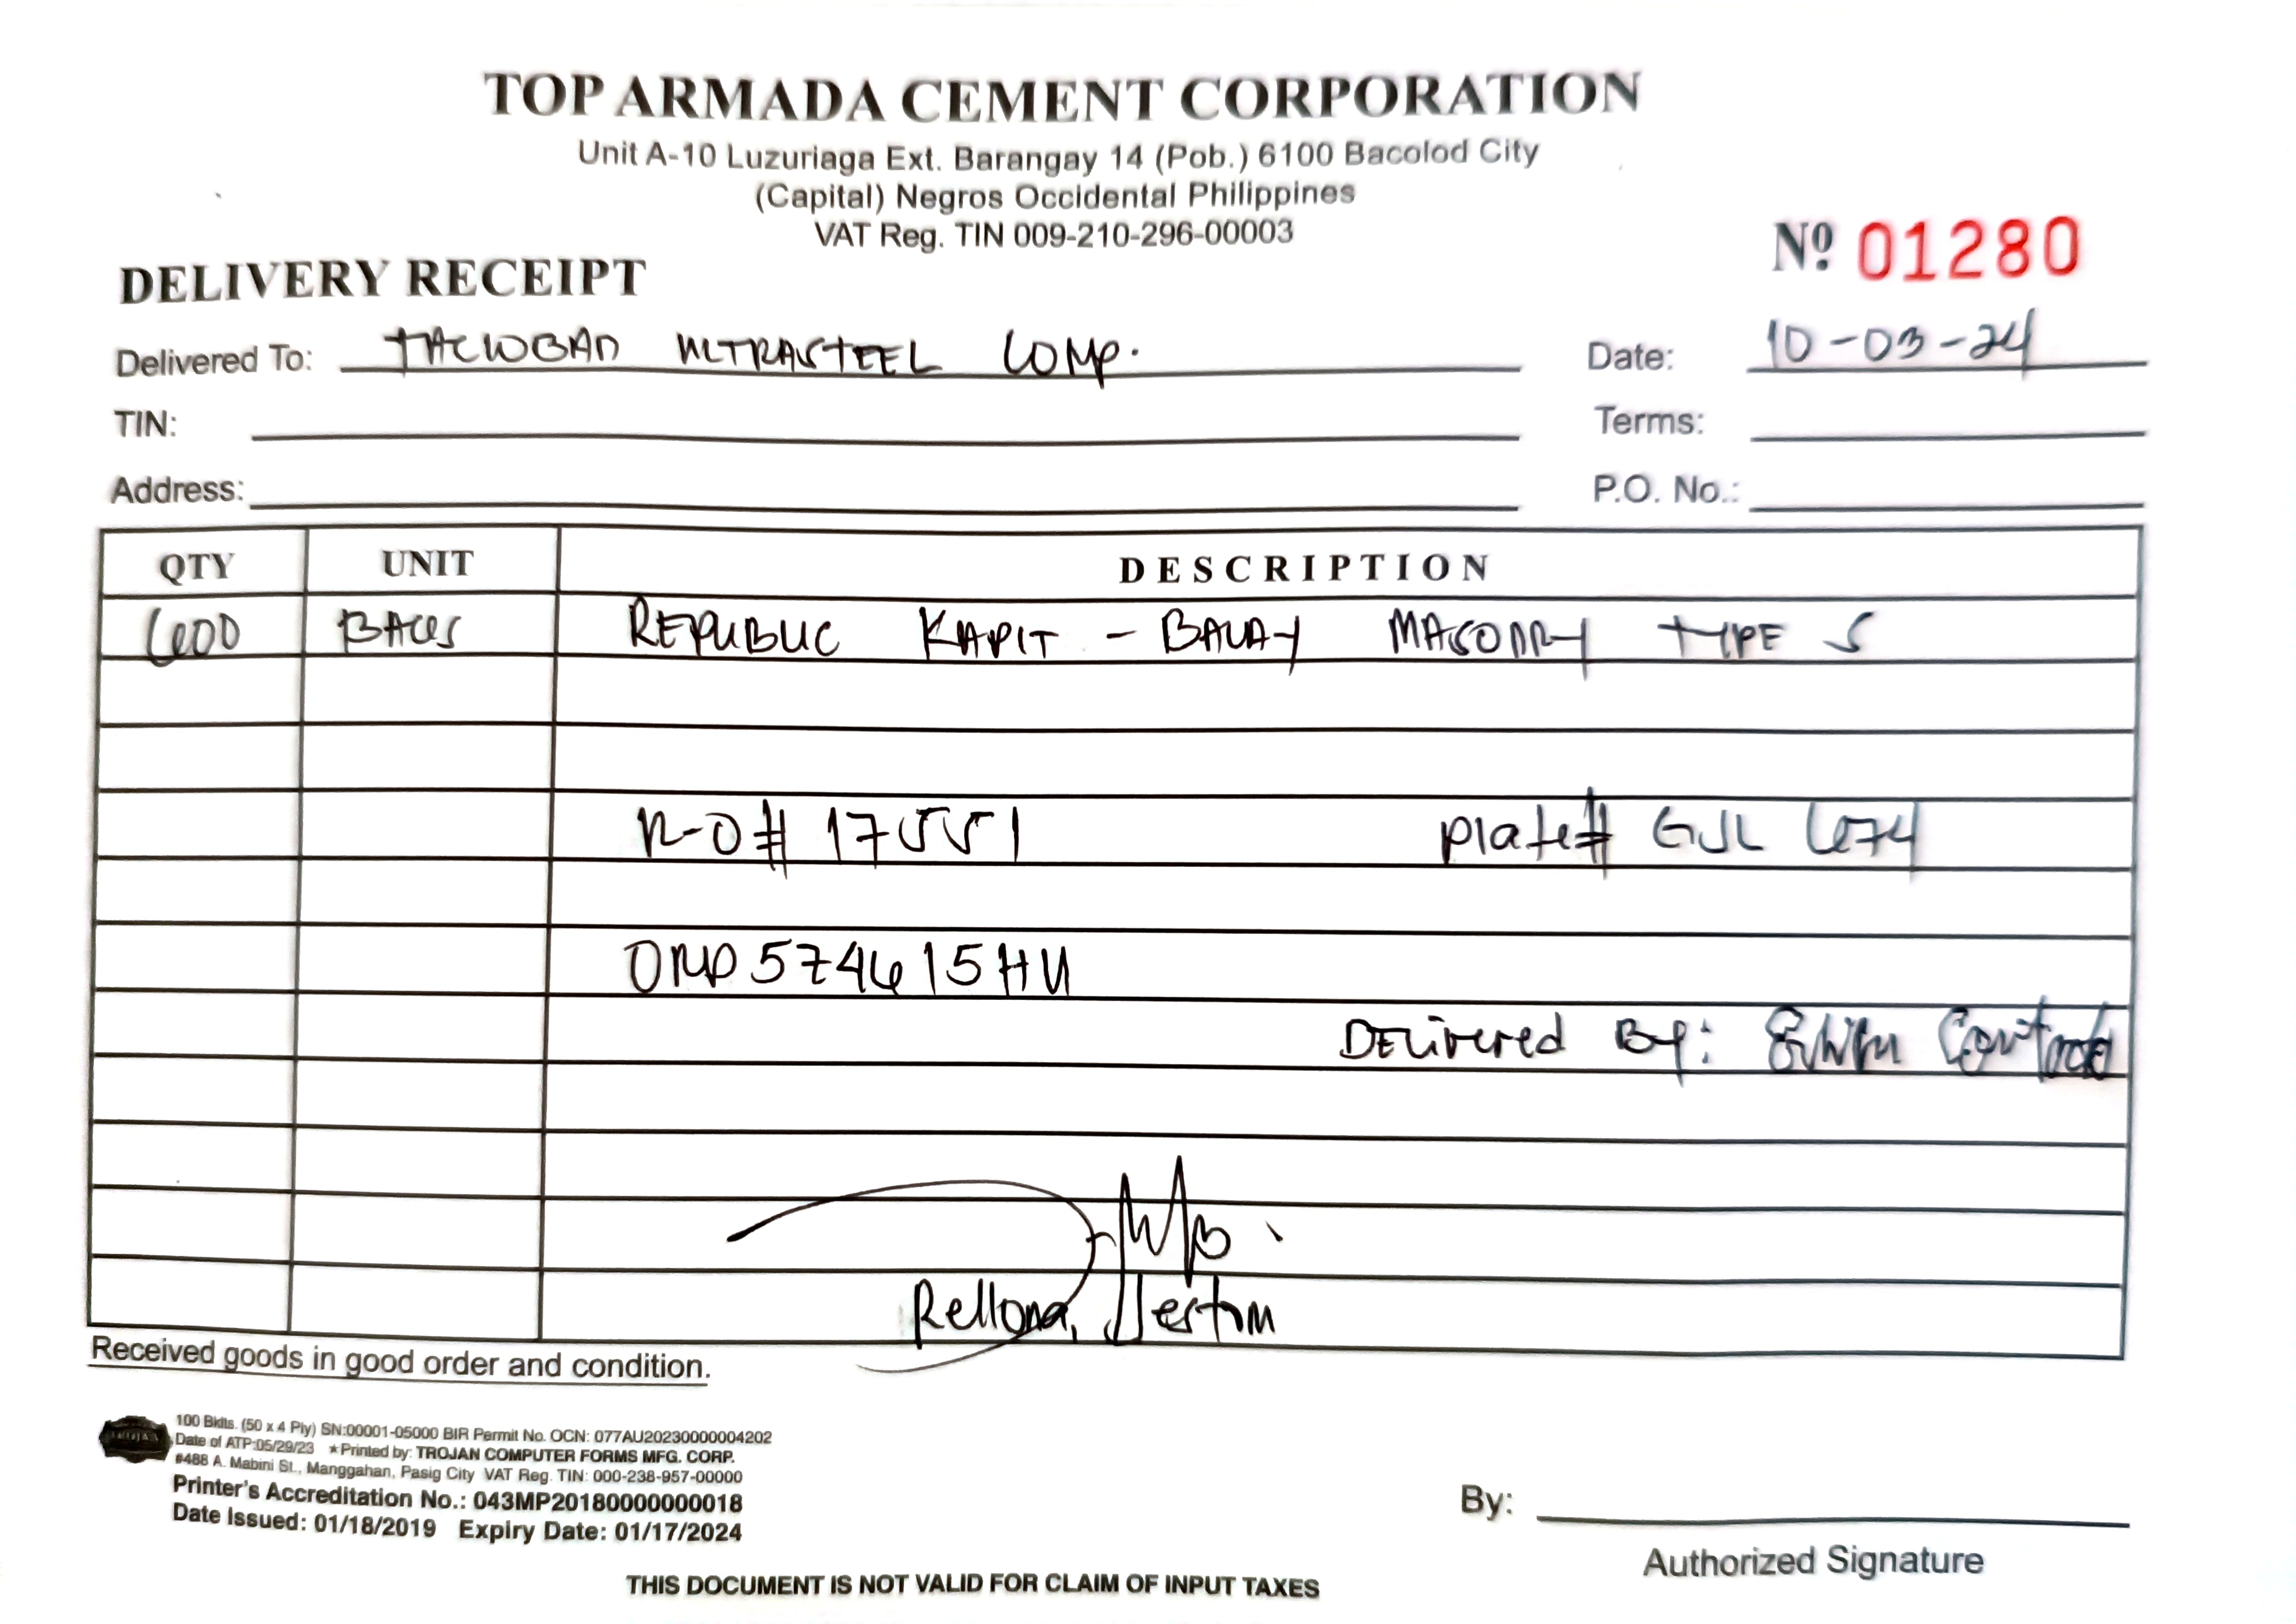 TOP ARMADA CEMENT CORPORATION
Unit A-10 Luzuriaga Ext. Barangay 14 (Pob.) 6100 Bacolod City
(Capital) Negros Occidental Philippines
VAT Reg. TIN 009-210-296-00003
Nº 01280
DELIVERY RECEIPT
Delivered To: TACLOBAN ULTRASTEEL CORP. Date: 10-03-24
TIN: Terms:
Address: P.O. No.:
QTY UNIT DESCRIPTION
600 BAGS REPUBLIC KAPIT-BALAY MASONRY TYPE S
R-O# 17551 Plate# GJL 674
574615HU
DELivered By: Contrado
Rellona, Jestim
Received goods in good order and condition.
TROJAN
100 Bklts. (50 x 4 Ply) SN:00001-05000 BIR Permit No. OCN: 077AU20230000004202
Date of ATP:05/29/23 ★Printed by: TROJAN COMPUTER FORMS MFG. CORP.
#488 A. Mabini St., Manggahan, Pasig City VAT Reg. TIN: 000-238-957-00000
Printer's Accreditation No.: 043MP20180000000018
Date Issued: 01/18/2019 Expiry Date: 01/17/2024
By:
Authorized Signature
THIS DOCUMENT IS NOT VALID FOR CLAIM OF INPUT TAXES